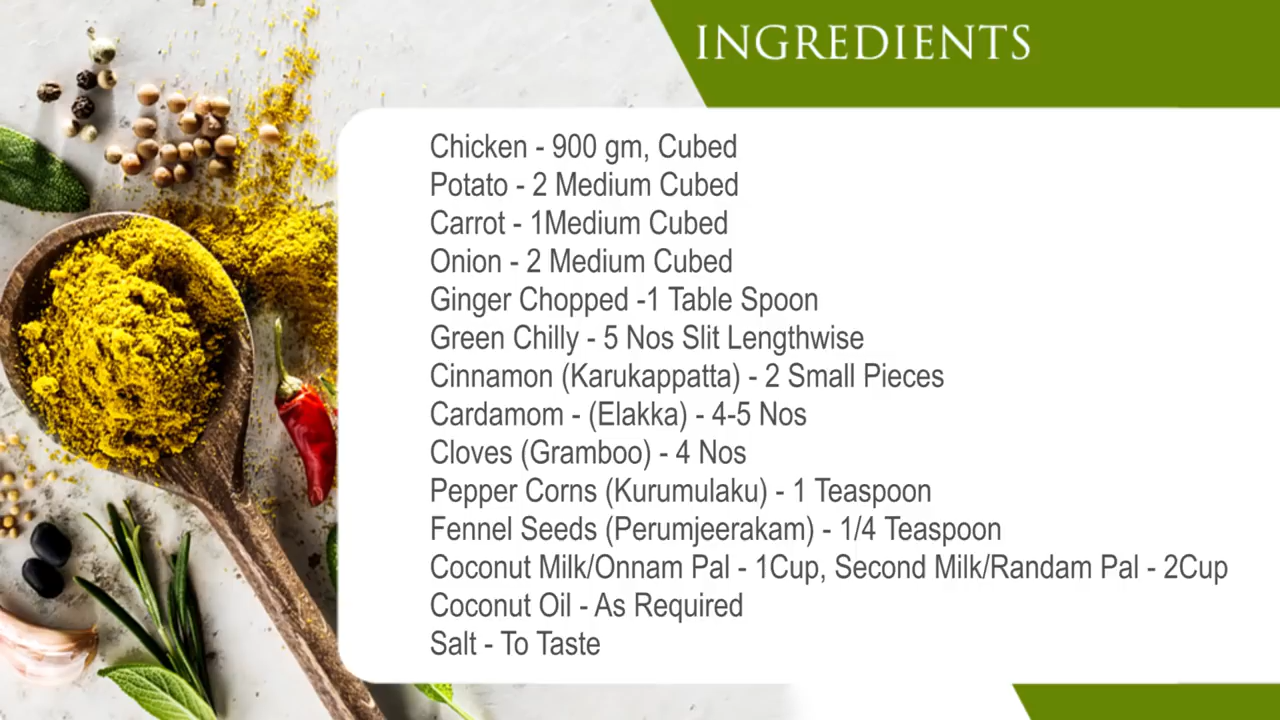 INGREDIENTS
Chicken - 900 gm, Cubed
Potato - 2 Medium Cubed
Carrot - 1Medium Cubed
Onion - 2 Medium Cubed
Ginger Chopped -1 Table Spoon
Green Chilly - 5 Nos Slit Lengthwise
Cinnamon (Karukappatta) - 2 Small Pieces
Cardamom - (Elakka) - 4-5 Nos
Cloves (Gramboo) - 4 Nos
Pepper Corns (Kurumulaku) - 1 Teaspoon
Fennel Seeds (Perumjeerakam) - 1/4 Teaspoon
Coconut Milk/Onnam Pal - 1Cup, Second Milk/Randam Pal - 2Cup
Coconut Oil - As Required
Salt - To Taste